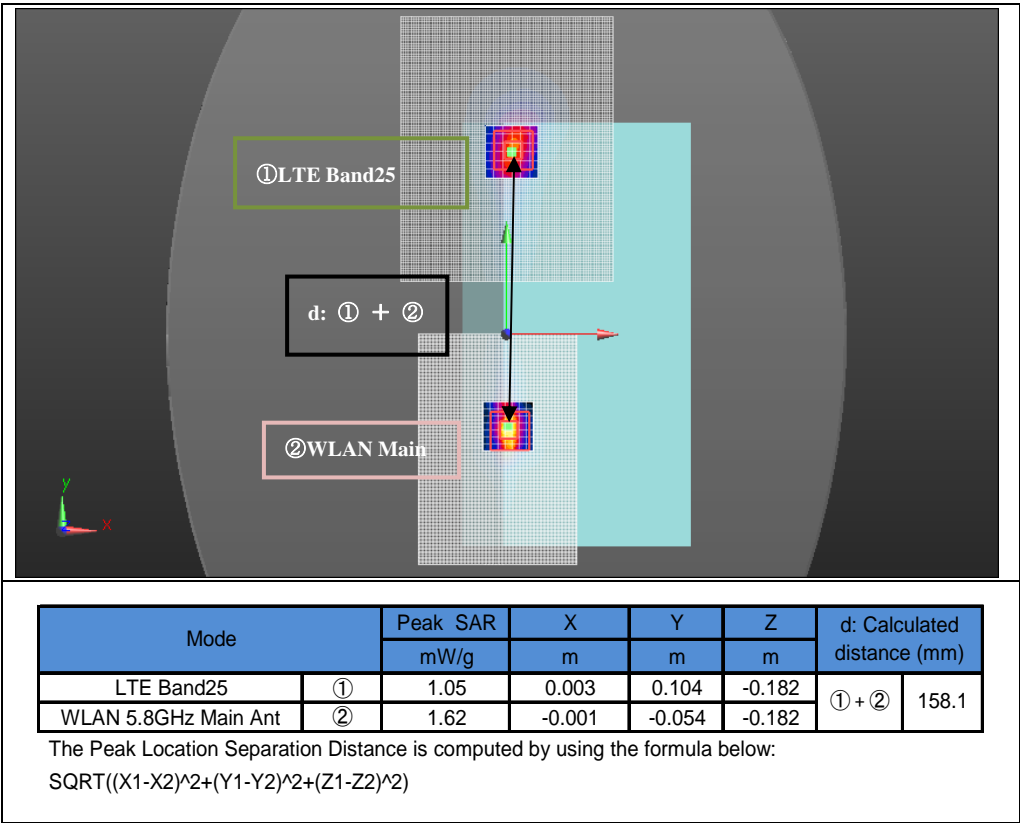 ①LTE Band25
d: ① + ②
②WLAN Main
y
x
Mode Peak SAR X Y Z d: Calculated distance (mm)
mW/g m m m
LTE Band25 ① 1.05 0.003 0.104 -0.182 ① + ② 158.1
WLAN 5.8GHz Main Ant ② 1.62 -0.001 -0.054 -0.182
The Peak Location Separation Distance is computed by using the formula below:
SQRT((X1-X2)^2+(Y1-Y2)^2+(Z1-Z2)^2)